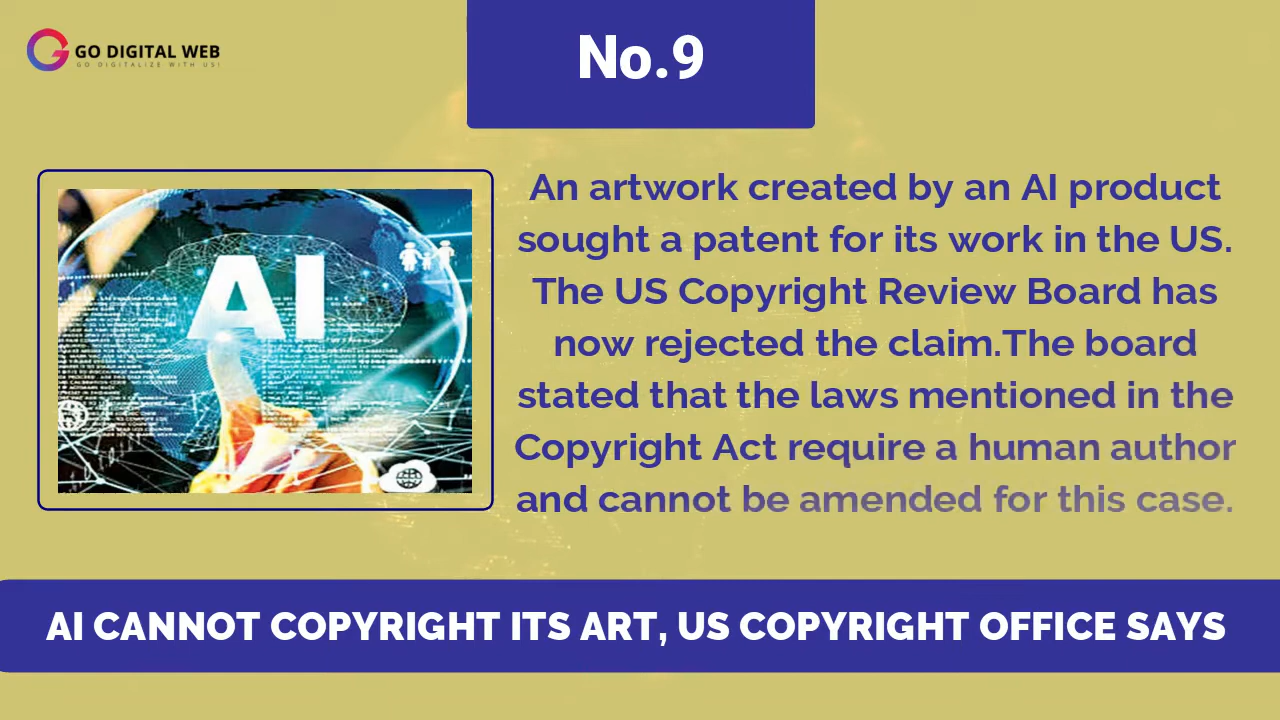 GO DIGITAL WEB
GO DIGITALIZE WITH US!
No.9
An artwork created by an AI product
sought a patent for its work in the US.
The US Copyright Review Board has
now rejected the claim.The board
stated that the laws mentioned in the
Copyright Act require a human author
and cannot be amended for this case.
AI
AI CANNOT COPYRIGHT ITS ART, US COPYRIGHT OFFICE SAYS